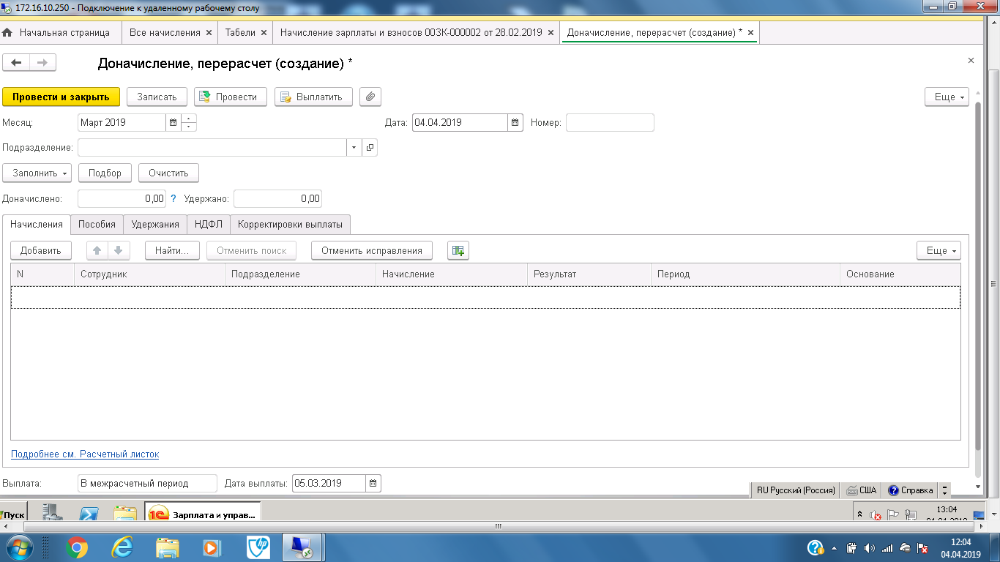 172.16.10.250 - Подключение к удаленному рабочему столу
Начальная страница Все начисления × Табели × Начисление зарплаты и взносов 00ЗК-000002 от 28.02.2019 × Доначисление, перерасчет (создание) * ×
Доначисление, перерасчет (создание) *
Провести и закрыть Записать Провести Выплатить Еще
Месяц: Март 2019 Дата: 04.04.2019 Номер:
Подразделение:
Заполнить Подбор Очистить
Доначислено: 0,00 ? Удержано: 0,00
Начисления Пособия Удержания НДФЛ Корректировки выплаты
Добавить Найти... Отменить поиск Отменить исправления Еще
N Сотрудник Подразделение Начисление Результат Период Основание
Подробнее см. Расчетный листок
Выплата: В межрасчетный период Дата выплаты: 05.03.2019
RU Русский (Россия) США Справка
Пуск 1С Зарплата и управ... 13:04
04.04.2019
12:04
04.04.2019